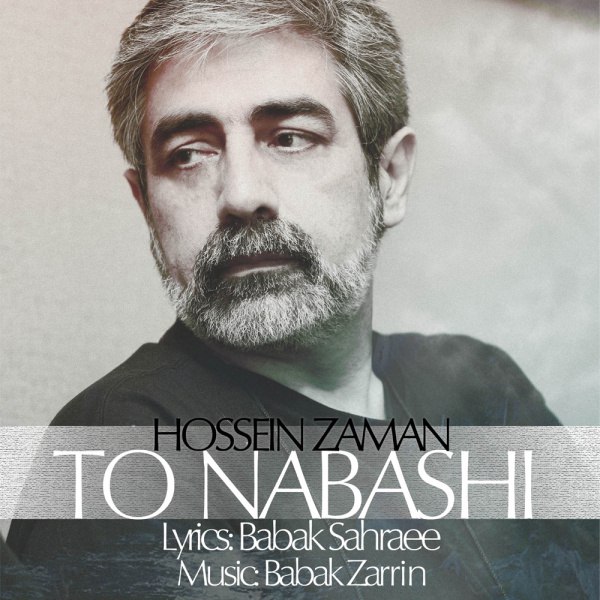 HOSSEIN ZAMAN
TO NABASHI
Lyrics: Babak Sahraee
Music: Babak Zarrin